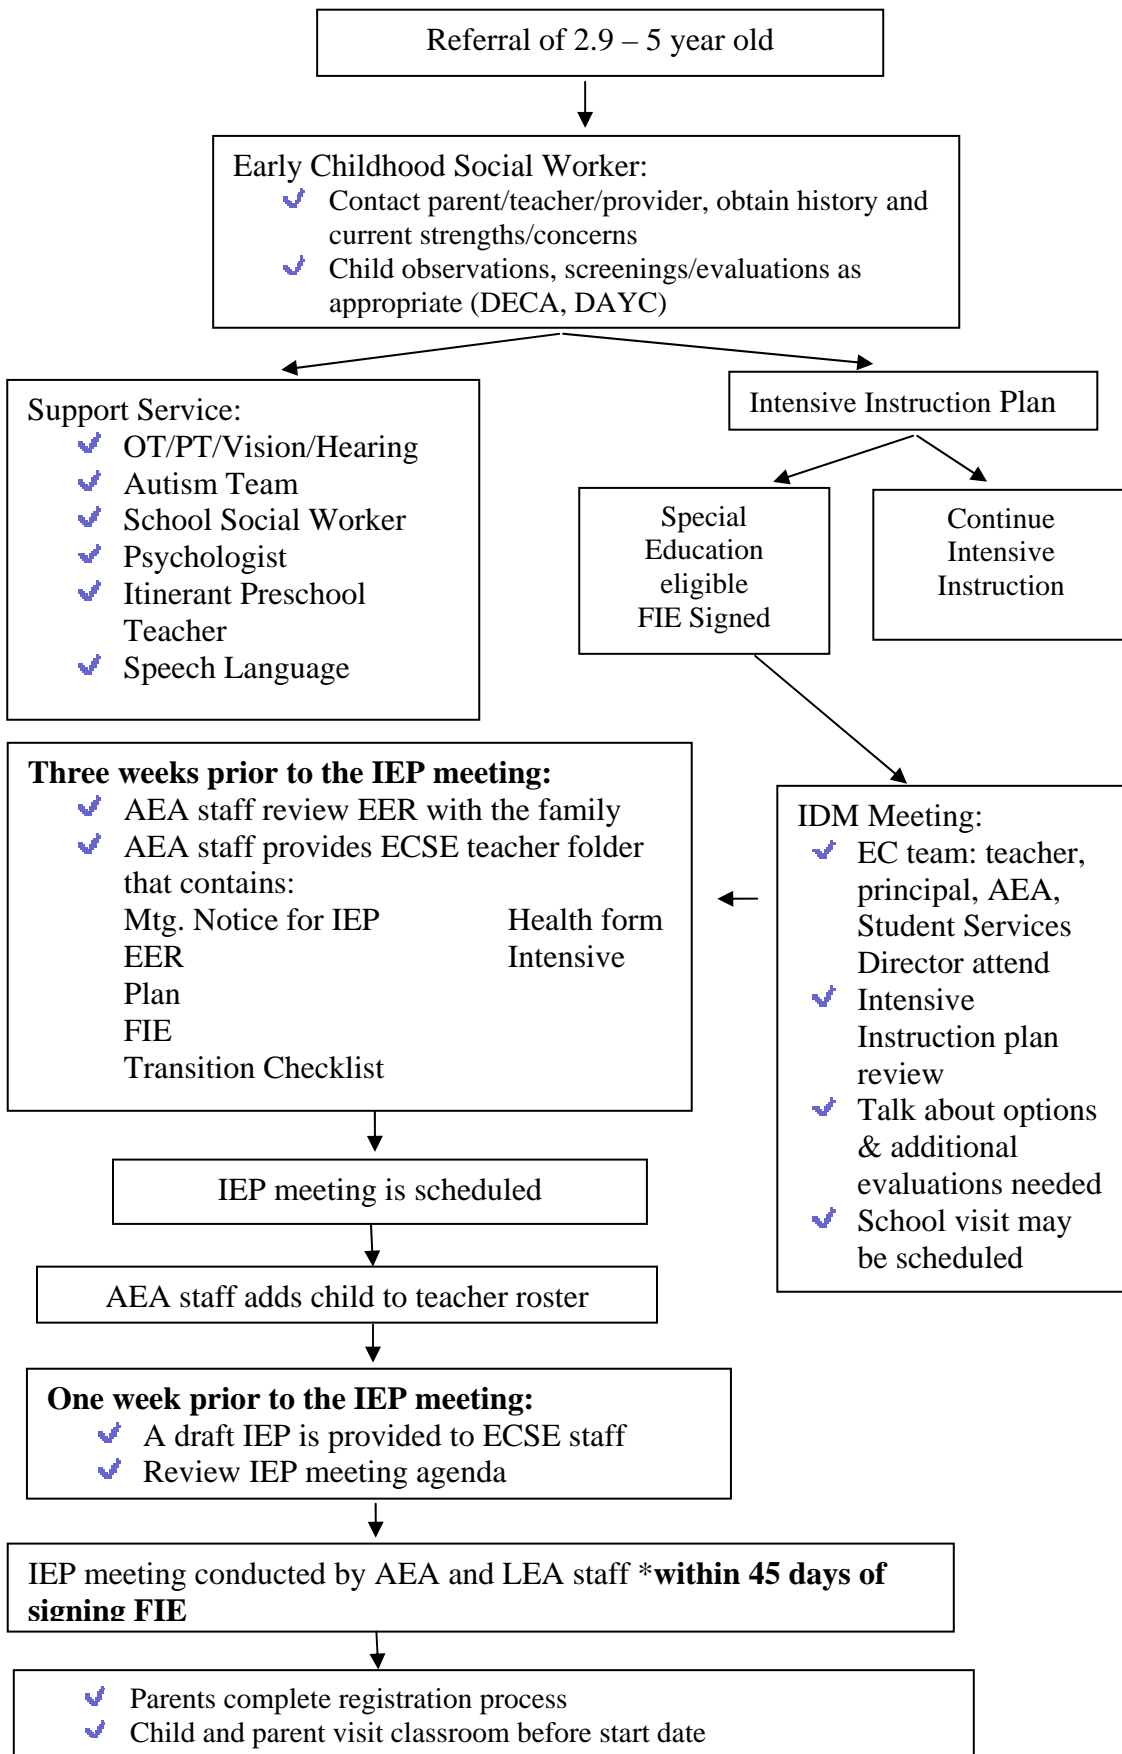 Referral of 2.9 – 5 year old
Early Childhood Social Worker:
Contact parent/teacher/provider, obtain history and
current strengths/concerns
Child observations, screenings/evaluations as
appropriate (DECA, DAYC)
Support Service:
OT/PT/Vision/Hearing
Autism Team
School Social Worker
Psychologist
Itinerant Preschool
Teacher
Speech Language
Intensive Instruction Plan
Special
Education
eligible
FIE Signed
Continue
Intensive
Instruction
IDM Meeting:
EC team: teacher,
principal, AEA,
Student Services
Director attend
Intensive
Instruction plan
review
Talk about options
& additional
evaluations needed
School visit may
be scheduled
Three weeks prior to the IEP meeting:
AEA staff review EER with the family
AEA staff provides ECSE teacher folder
that contains:
Mtg. Notice for IEP Health form
EER Intensive
Plan
FIE
Transition Checklist
IEP meeting is scheduled
AEA staff adds child to teacher roster
One week prior to the IEP meeting:
A draft IEP is provided to ECSE staff
Review IEP meeting agenda
IEP meeting conducted by AEA and LEA staff *within 45 days of
signing FIE
Parents complete registration process
Child and parent visit classroom before start date